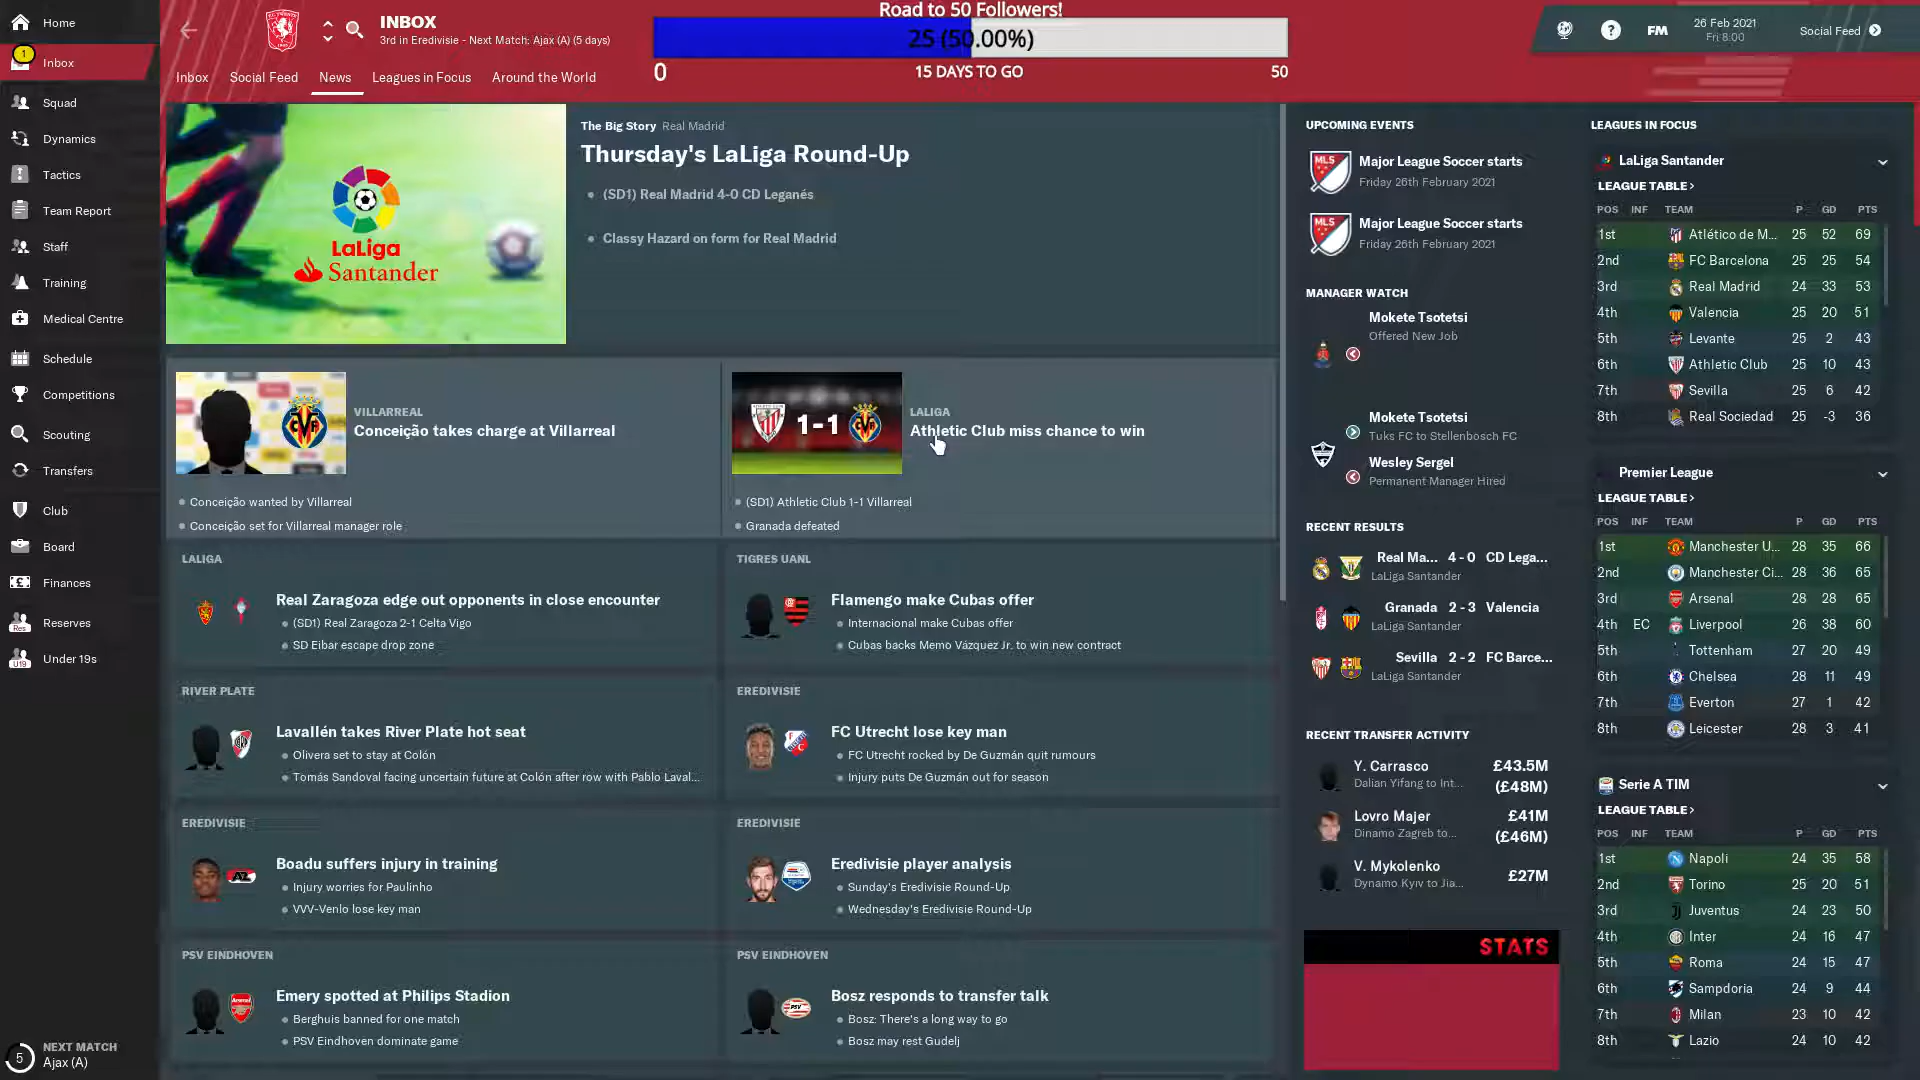 Home
1
Inbox
Squad
Dynamics
Tactics
Team Report
Staff
Training
Medical Centre
Schedule
Competitions
Scouting
Transfers
Club
Board
Finances
Res
Reserves
U19
Under 19s
5
NEXT MATCH
Ajax (A)
INBOX
3rd in Eredivisie - Next Match: Ajax (A) (5 days)
Inbox Social Feed News Leagues in Focus Around the World
Road to 50 Followers!
25 (50.00%)
0 15 DAYS TO GO 50
? FM
26 Feb 2021
Fri 8:00
Social Feed
LaLiga
Santander
The Big Story Real Madrid
Thursday's LaLiga Round-Up
(SD1) Real Madrid 4-0 CD Leganés
Classy Hazard on form for Real Madrid
VILLARREAL
Conceição takes charge at Villarreal
Conceição wanted by Villarreal
Conceição set for Villarreal manager role
1-1
LALIGA
Athletic Club miss chance to win
(SD1) Athletic Club 1-1 Villarreal
Granada defeated
LALIGA
Real Zaragoza edge out opponents in close encounter
(SD1) Real Zaragoza 2-1 Celta Vigo
SD Eibar escape drop zone
TIGRES UANL
Flamengo make Cubas offer
Internacional make Cubas offer
Cubas backs Memo Vázquez Jr. to win new contract
RIVER PLATE
Lavallén takes River Plate hot seat
Olivera set to stay at Colón
Tomás Sandoval facing uncertain future at Colón after row with Pablo Laval...
EREDIVISIE
FC Utrecht lose key man
FC Utrecht rocked by De Guzmán quit rumours
Injury puts De Guzmán out for season
EREDIVISIE
Boadu suffers injury in training
Injury worries for Paulinho
VVV-Venlo lose key man
EREDIVISIE
Eredivisie player analysis
Sunday's Eredivisie Round-Up
Wednesday's Eredivisie Round-Up
PSV EINDHOVEN
Emery spotted at Philips Stadion
Berghuis banned for one match
PSV Eindhoven dominate game
PSV EINDHOVEN
Bosz responds to transfer talk
Bosz: There's a long way to go
Bosz may rest Gudelj
UPCOMING EVENTS
MLS
Major League Soccer starts
Friday 26th February 2021
MLS
Major League Soccer starts
Friday 26th February 2021
MANAGER WATCH
Mokete Tsotetsi
Offered New Job
Mokete Tsotetsi
Tuks FC to Stellenbosch FC
Wesley Sergel
Permanent Manager Hired
RECENT RESULTS
Real Ma... 4 - 0 CD Lega...
LaLiga Santander
Granada 2 - 3 Valencia
LaLiga Santander
Sevilla 2 - 2 FC Barce...
LaLiga Santander
RECENT TRANSFER ACTIVITY
Y. Carrasco £43.5M
Dalian Yifang to Int... (£48M)
Lovro Majer £41M
Dinamo Zagreb to... (£46M)
V. Mykolenko £27M
Dynamo Kyiv to Jia...
STATS
LEAGUES IN FOCUS
LaLiga Santander
LEAGUE TABLE >
POS INF TEAM P GD PTS
1st Atlético de M... 25 52 69
2nd FC Barcelona 25 25 54
3rd Real Madrid 24 33 53
4th Valencia 25 20 51
5th Levante 25 2 43
6th Athletic Club 25 10 43
7th Sevilla 25 6 42
8th Real Sociedad 25 -3 36
Premier League
LEAGUE TABLE >
POS INF TEAM P GD PTS
1st Manchester U... 28 35 66
2nd Manchester Ci... 28 36 65
3rd Arsenal 28 28 65
4th EC Liverpool 26 38 60
5th Tottenham 27 20 49
6th Chelsea 28 11 49
7th Everton 27 1 42
8th Leicester 28 3 41
Serie A TIM
LEAGUE TABLE >
POS INF TEAM P GD PTS
1st Napoli 24 35 58
2nd Torino 25 20 51
3rd Juventus 24 23 50
4th Inter 24 16 47
5th Roma 24 15 47
6th Sampdoria 24 9 44
7th Milan 23 10 42
8th Lazio 24 10 42